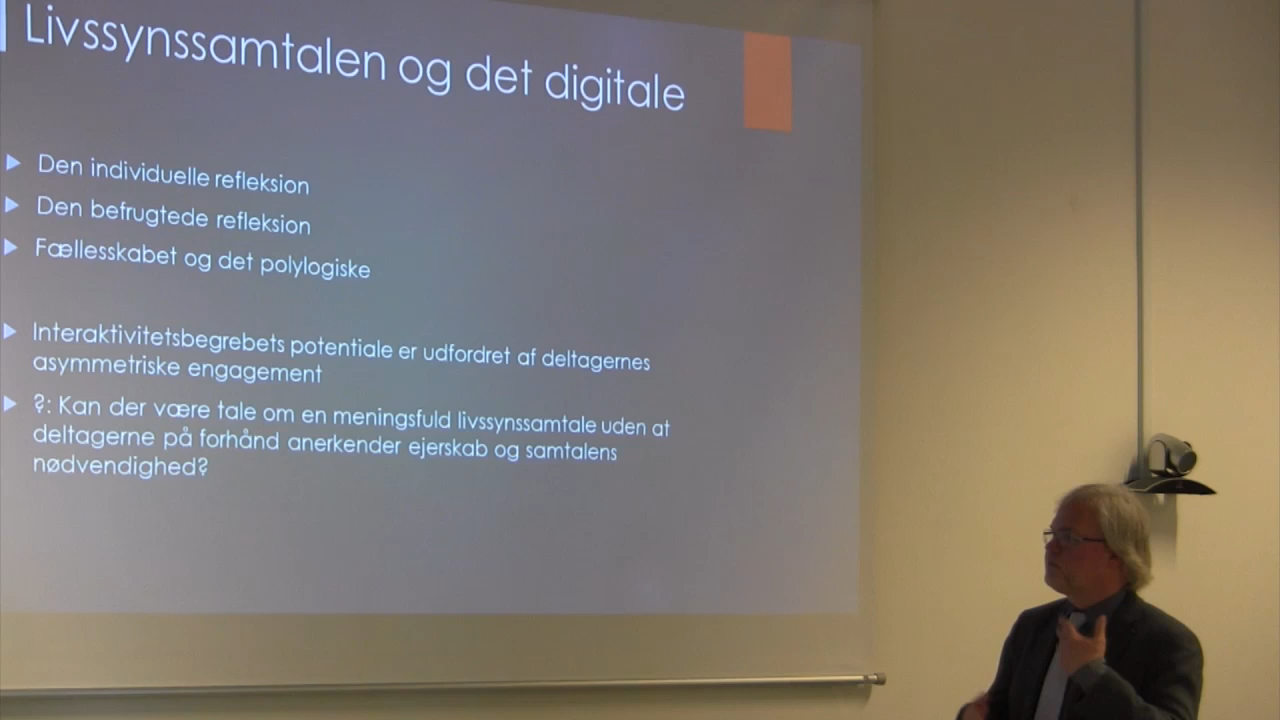 Livssynssamtalen og det digitale
Den individuelle refleksion
Den befrugtede refleksion
Fællesskabet og det polylogiske
Interaktivitetsbegrebets potentiale er udfordret af deltagernes
asymmetriske engagement
?: Kan der være tale om en meningsfuld livssynssamtale uden at
deltagerne på forhånd anerkender ejerskab og samtalens
nødvendighed?